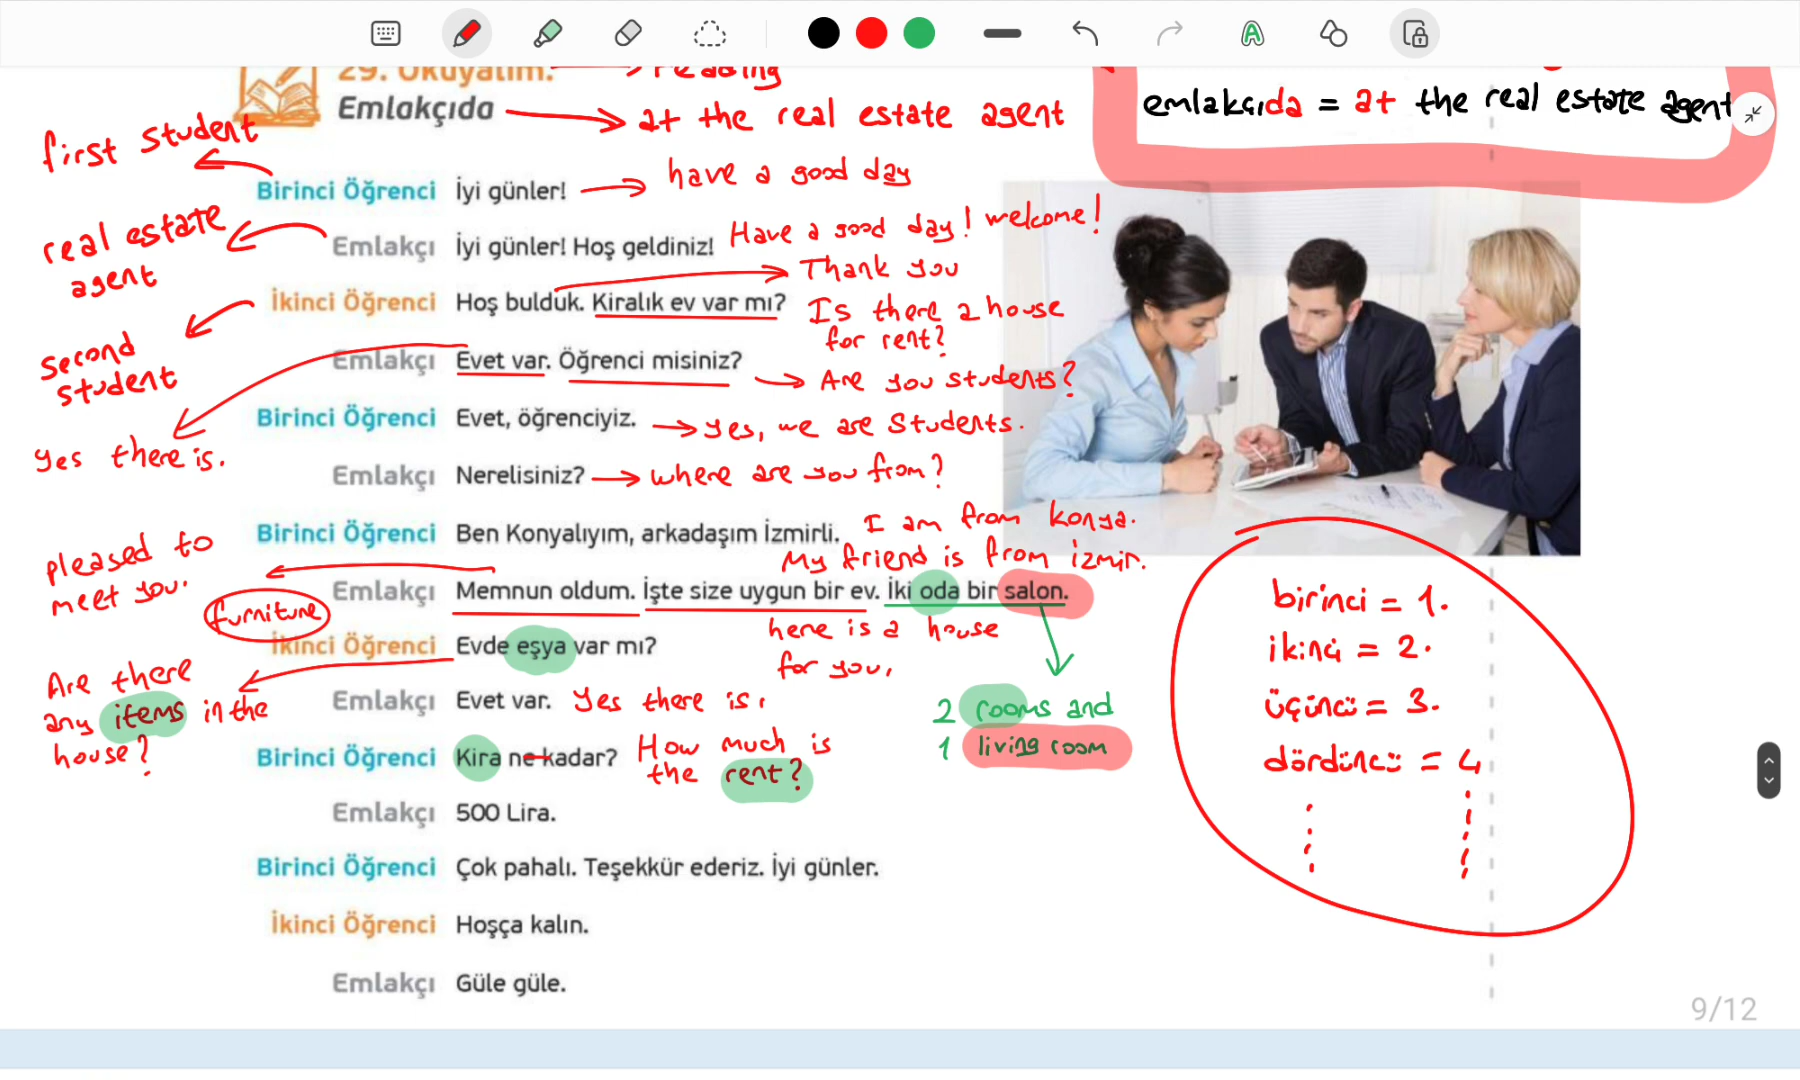 29. Okuyalım. → reading
Emlakçıda → at the real estate agent
emlakçıda = at the real estate agent
first student
Birinci Öğrenci İyi günler! → have a good day
real estate agent
Emlakçı İyi günler! Hoş geldiniz! Have a good day! welcome!
Thank you
İkinci Öğrenci Hoş bulduk. Kiralık ev var mı? Is there a house for rent?
second student
Emlakçı Evet var. Öğrenci misiniz? → Are you students?
Birinci Öğrenci Evet, öğrenciyiz. → yes, we are students.
yes there is.
Emlakçı Nerelisiniz? → where are you from?
Birinci Öğrenci Ben Konyalıyım, arkadaşım İzmirli. I am from konya.
My friend is from izmir.
pleased to meet you.
Emlakçı Memnun oldum. İşte size uygun bir ev. İki oda bir salon.
furniture
here is a house for you,
İkinci Öğrenci Evde eşya var mı?
Are there any items in the house?
Emlakçı Evet var. Yes there is.
2 rooms and
1 living room
Birinci Öğrenci Kira ne kadar? How much is the rent?
Emlakçı 500 Lira.
Birinci Öğrenci Çok pahalı. Teşekkür ederiz. İyi günler.
İkinci Öğrenci Hoşça kalın.
Emlakçı Güle güle.
birinci = 1.
ikinci = 2.
üçüncü = 3.
dördüncü = 4
9/12